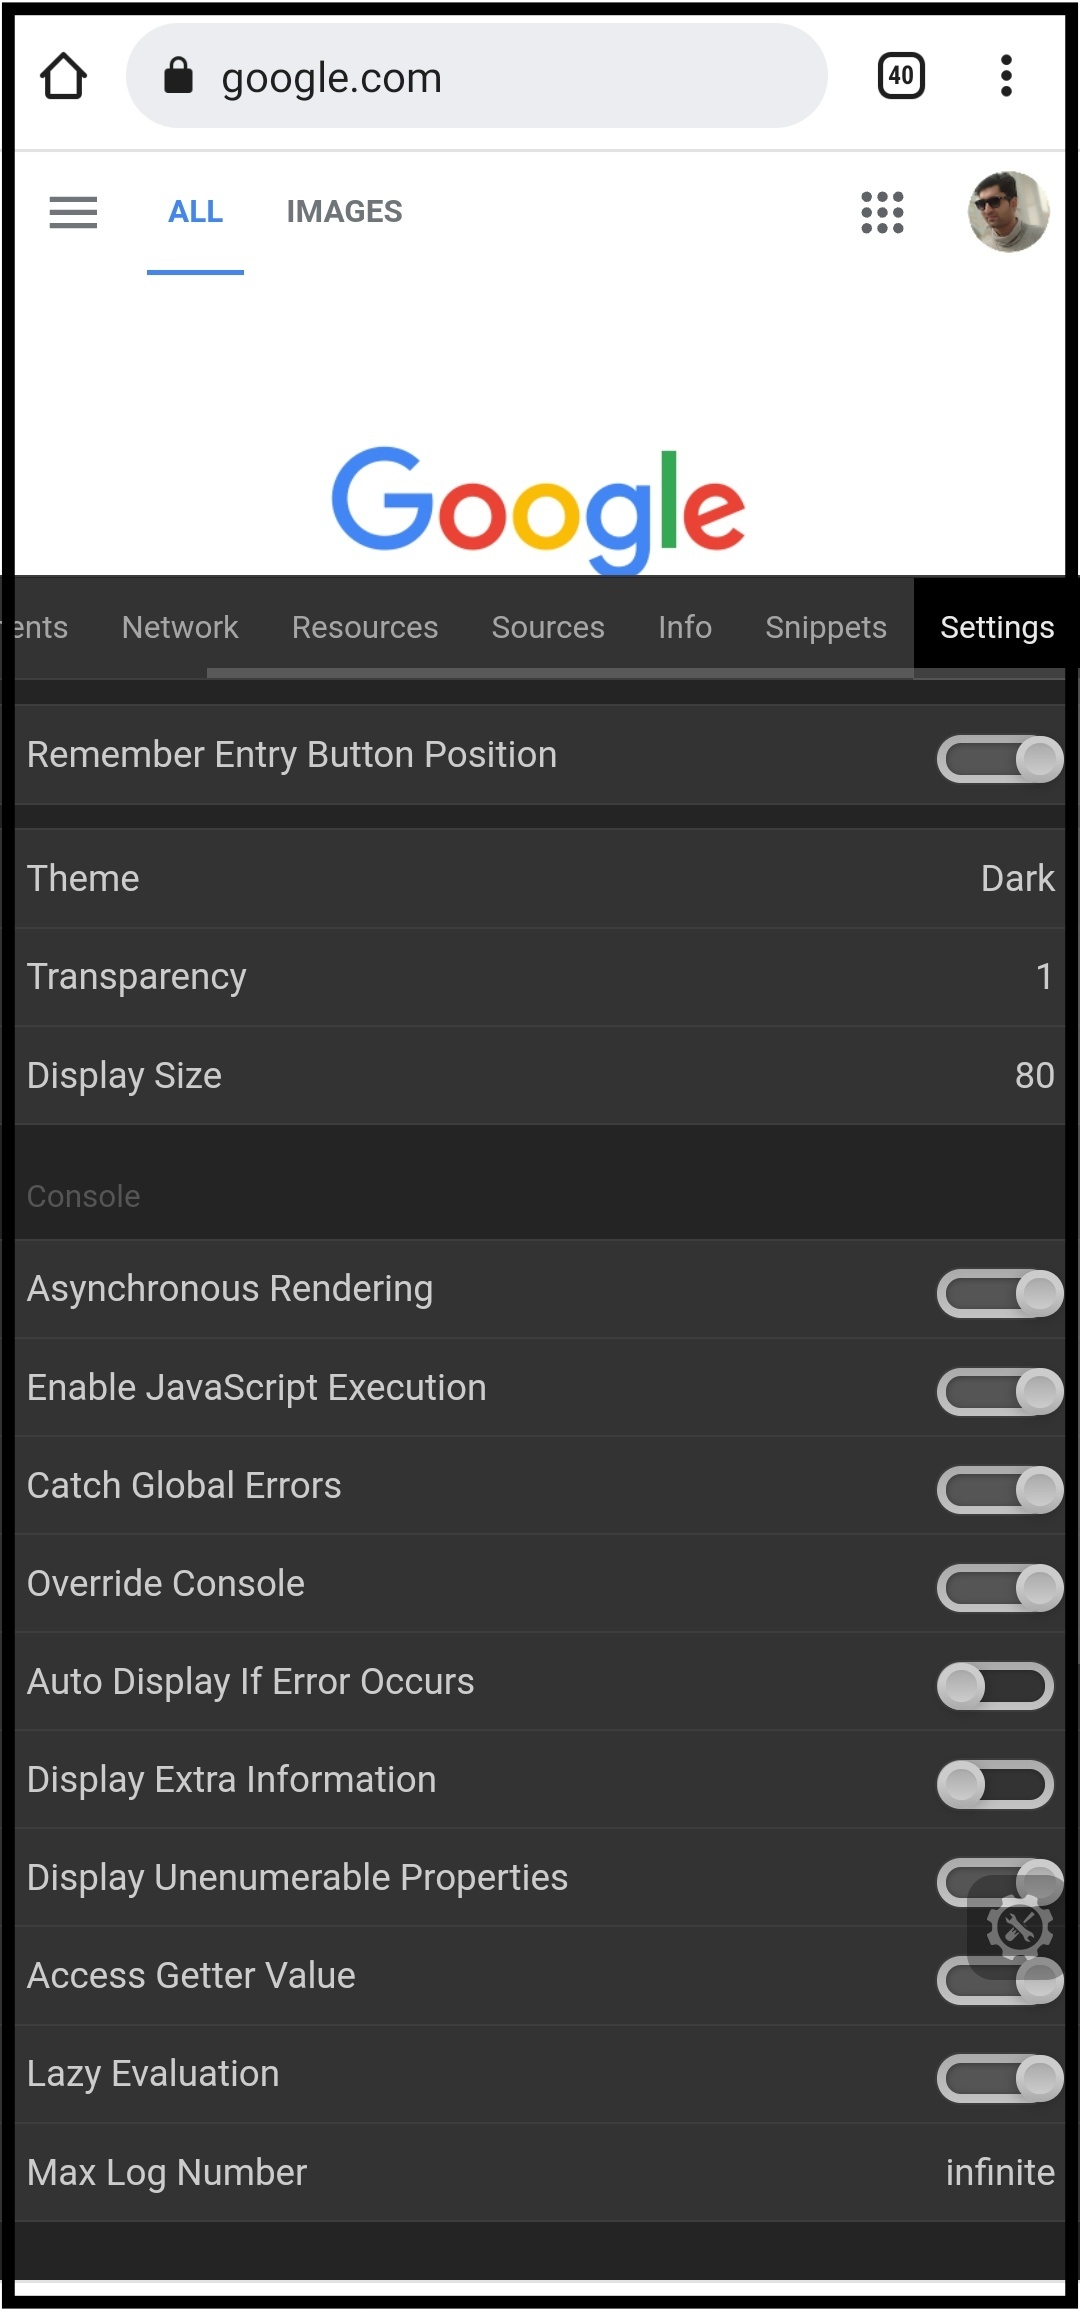 google.com
40
ALL IMAGES
Google
ents Network Resources Sources Info Snippets Settings
Remember Entry Button Position
Theme Dark
Transparency 1
Display Size 80
Console
Asynchronous Rendering
Enable JavaScript Execution
Catch Global Errors
Override Console
Auto Display If Error Occurs
Display Extra Information
Display Unenumerable Properties
Access Getter Value
Lazy Evaluation
Max Log Number infinite